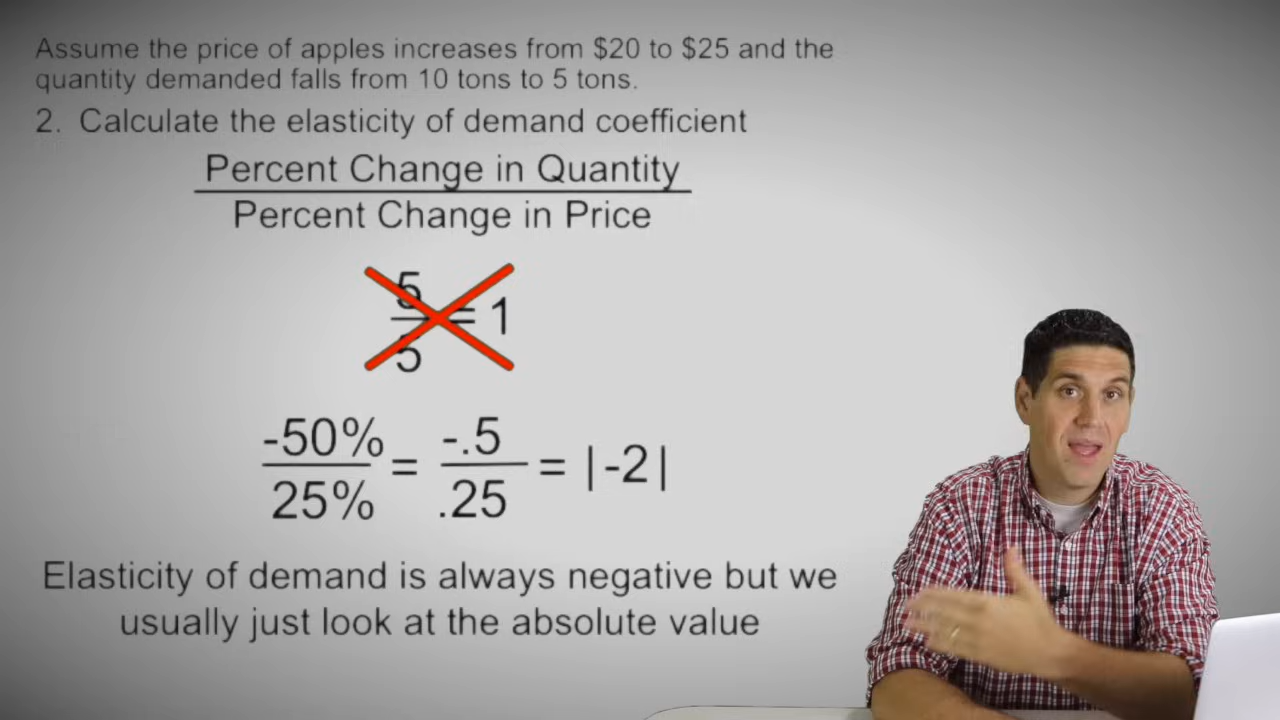 Assume the price of apples increases from $20 to $25 and the
quantity demanded falls from 10 tons to 5 tons.
2. Calculate the elasticity of demand coefficient
Percent Change in Quantity
Percent Change in Price
5
= 1
5
-50%
25%
=
-.5
.25
= |-2|
Elasticity of demand is always negative but we
usually just look at the absolute value